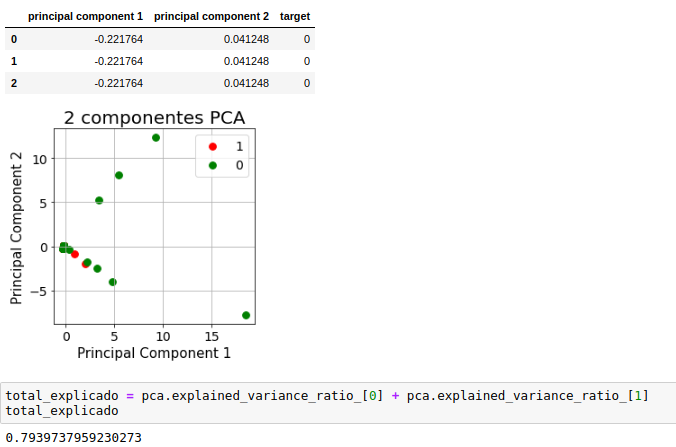 principal component 1 principal component 2 target
0 -0.221764 0.041248 0
1 -0.221764 0.041248 0
2 -0.221764 0.041248 0
2 componentes PCA
1
0
Principal Component 2
10
5
0
−5
0 5 10 15
Principal Component 1
total_explicado = pca.explained_variance_ratio_[0] + pca.explained_variance_ratio_[1]
total_explicado
0.7939737959230273